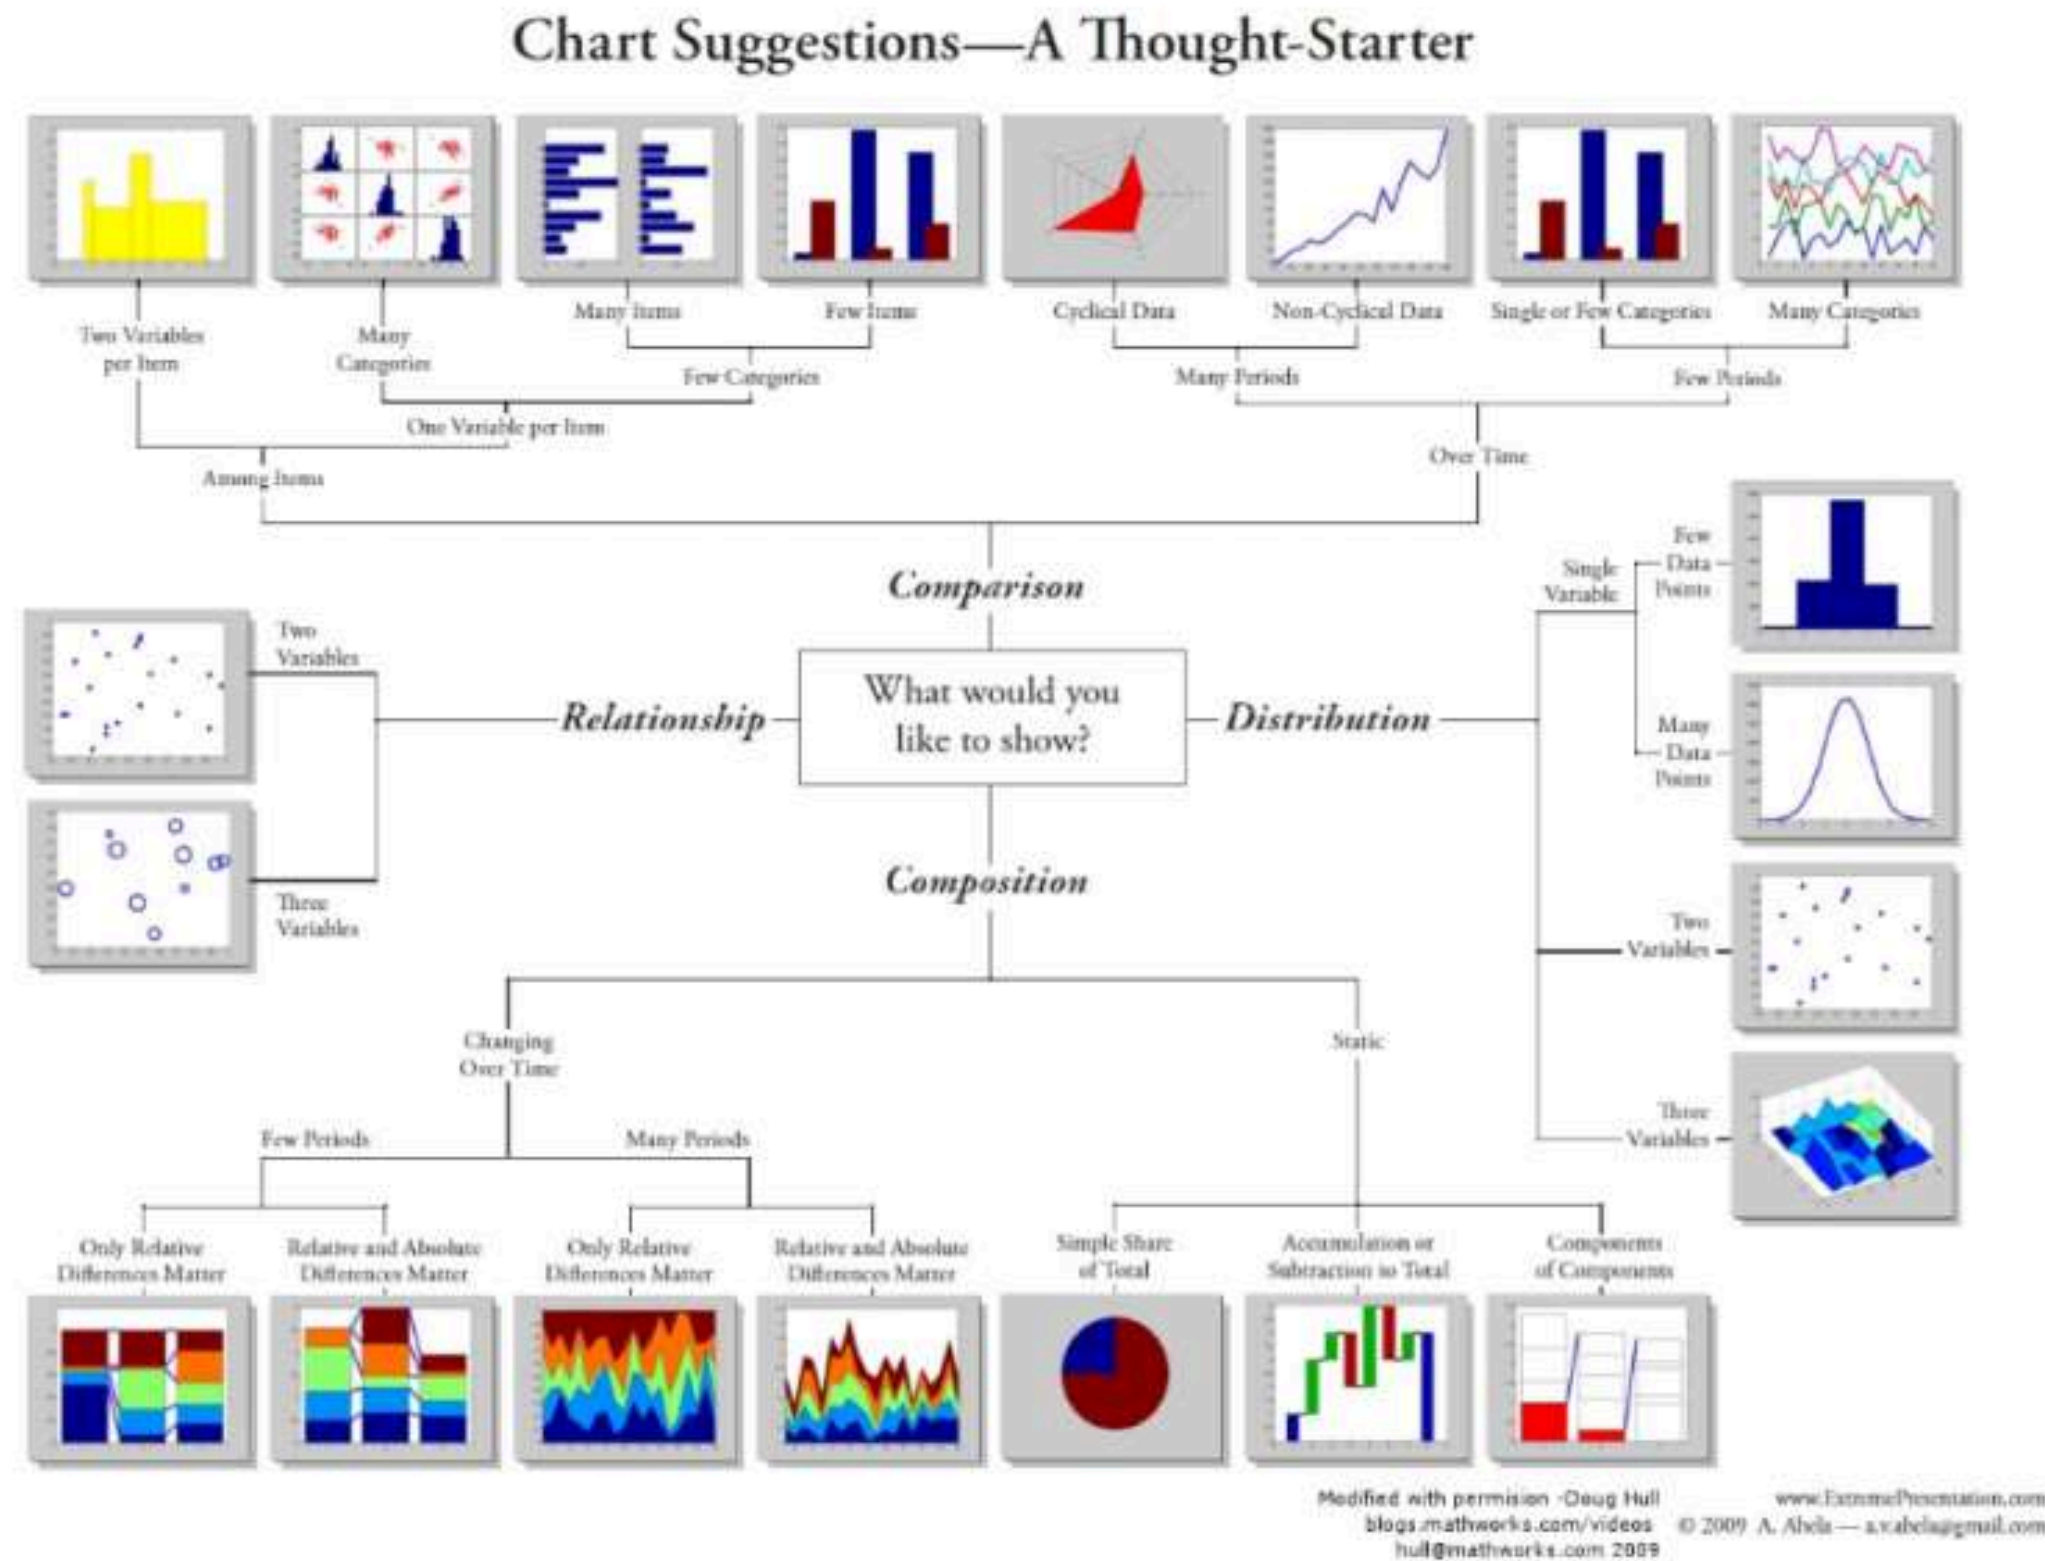 Chart Suggestions—A Thought-Starter
Two Variables
per Item
Many
Categories
Many Items
Few Items
Cyclical Data
Non-Cyclical Data
Single or Few Categories
Many Categories
Few Categories
Many Periods
Few Periods
One Variable per Item
Over Time
Among Items
Comparison
Few
Data
Points
Single
Variable
Two
Variables
Relationship
What would you
like to show?
Distribution
Many
Data
Points
Composition
Three
Variables
Two
Variables
Changing
Over Time
Static
Three
Variables
Few Periods
Many Periods
Only Relative
Differences Matter
Relative and Absolute
Differences Matter
Only Relative
Differences Matter
Relative and Absolute
Differences Matter
Simple Share
of Total
Accumulation or
Subtraction to Total
Components
of Components
Modified with permision -Doug Hull
blogs.mathworks.com/videos
hull@mathworks.com 2009
www.ExtremePresentation.com
© 2009 A. Abela — a.v.abela@gmail.com